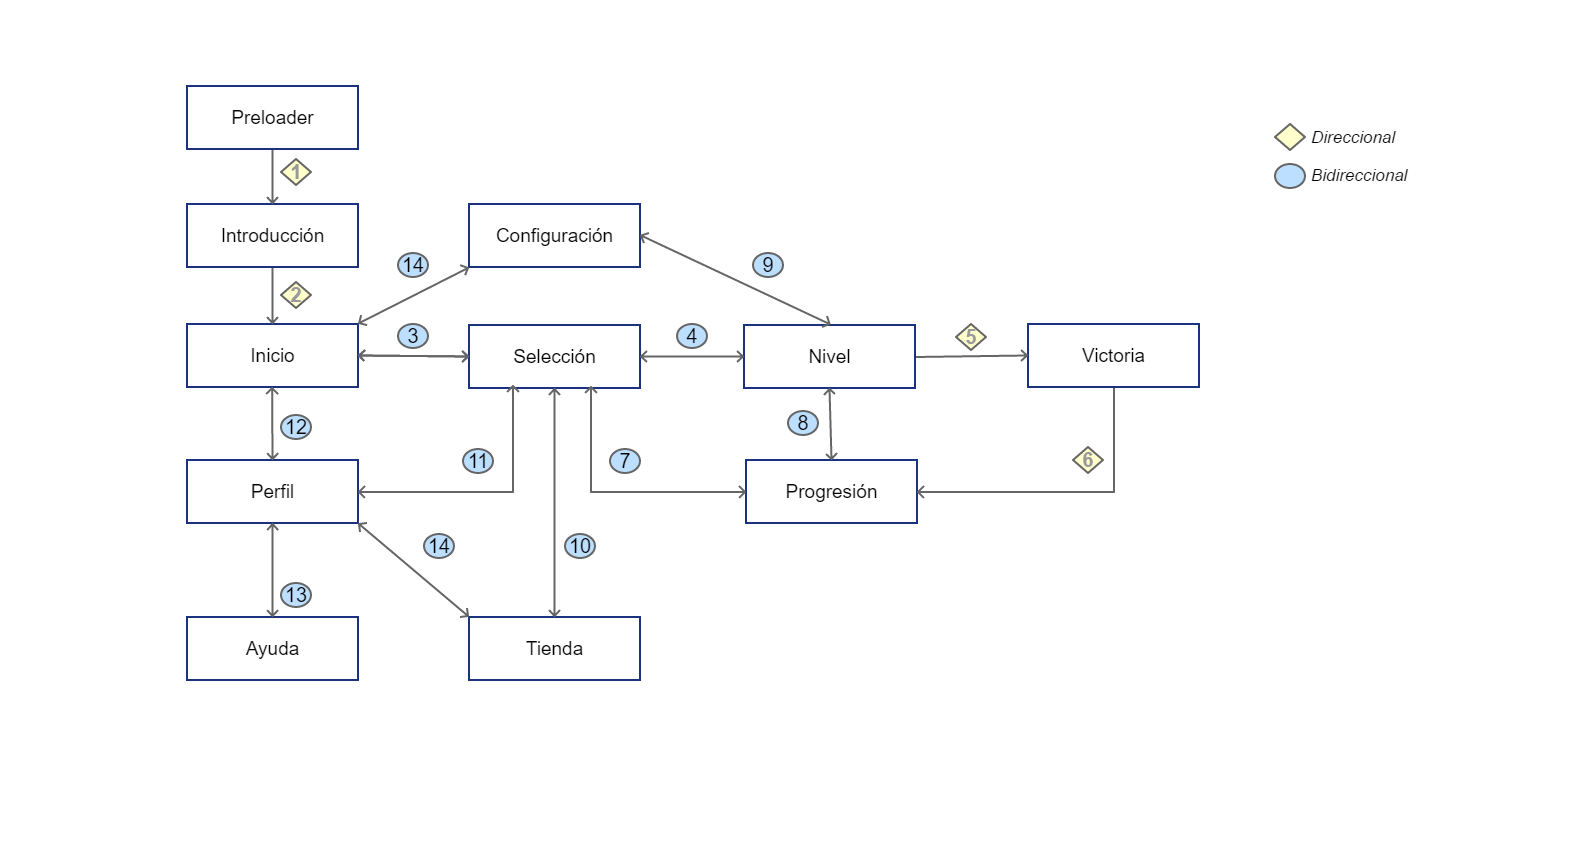 Preloader
Direccional
1
Bidireccional
Introducción
Configuración
14
9
2
3
4
5
Inicio
Selección
Nivel
Victoria
12
8
11
7
6
Perfil
Progresión
14
10
13
Ayuda
Tienda